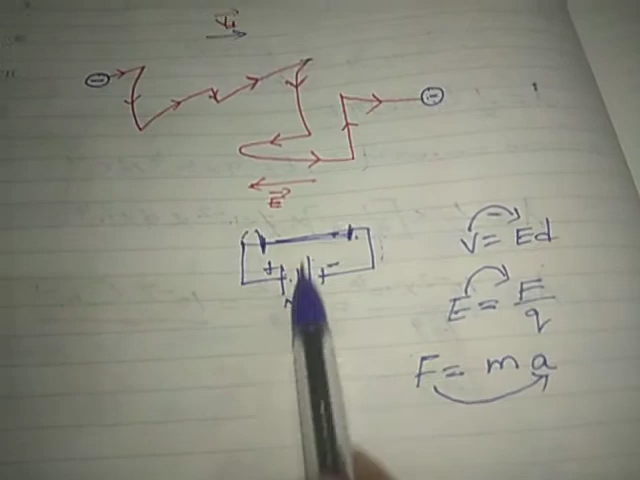 V⃗d
E⃗
+ -
V = Ed
E = F/q
F = ma